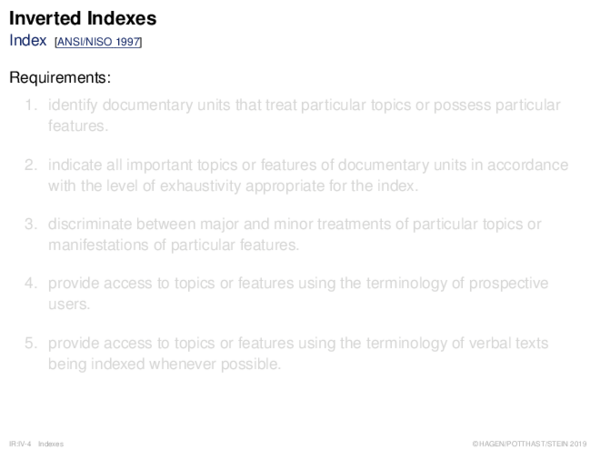 Inverted Indexes
Index [ANSI/NISO 1997]
Requirements:
1. identify documentary units that treat particular topics or possess particular
features.
2. indicate all important topics or features of documentary units in accordance
with the level of exhaustivity appropriate for the index.
3. discriminate between major and minor treatments of particular topics or
manifestations of particular features.
4. provide access to topics or features using the terminology of prospective
users.
5. provide access to topics or features using the terminology of verbal texts
being indexed whenever possible.
IR:IV-4 Indexes ©HAGEN/POTTHAST/STEIN 2019